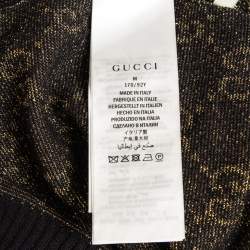 GUCCI
M
170/92Y
MADE IN ITALY
FABRIQUÉ EN ITALIE
HERGESTELLT IN ITALIEN
HECHO EN ITALIA
FABRICADO NA ITÁLIA
СДЕЛАНО В ИТАЛИИ
イタリア製
صنع في إيطاليا